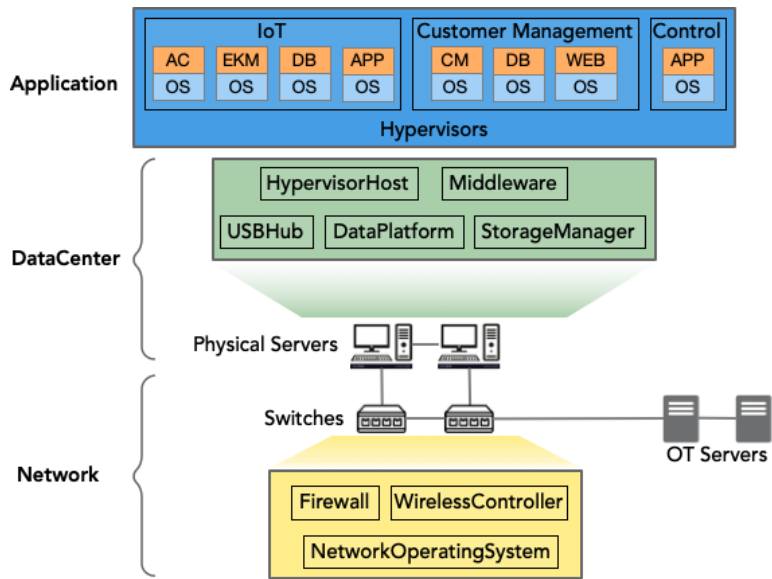 IoT
Customer Management
Control
AC
EKM
DB
APP
CM
DB
WEB
APP
Application
OS
OS
OS
OS
OS
OS
OS
OS
Hypervisors
HypervisorHost
Middleware
USBHub
DataPlatform
StorageManager
DataCenter
Physical Servers
Switches
OT Servers
Network
Firewall
WirelessController
NetworkOperatingSystem